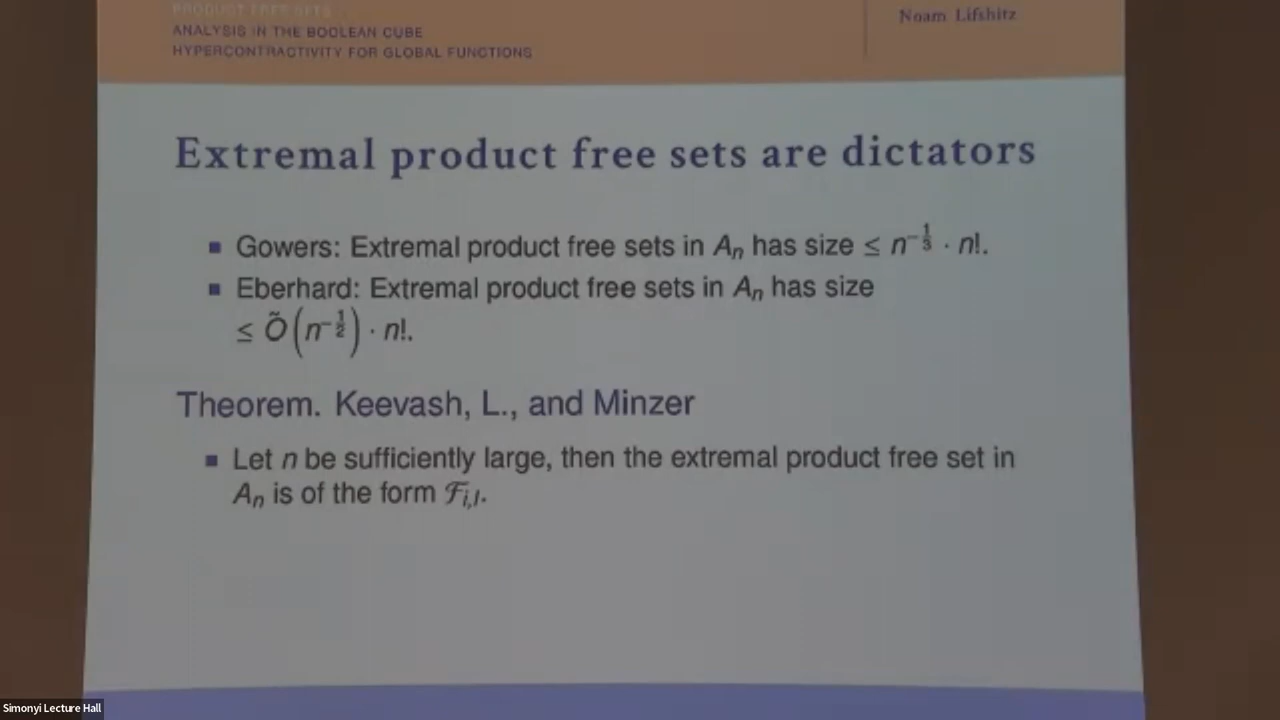 PRODUCT FREE SETS
ANALYSIS IN THE BOOLEAN CUBE
HYPERCONTRACTIVITY FOR GLOBAL FUNCTIONS
Noam Lifshitz
Extremal product free sets are dictators
Gowers: Extremal product free sets in Aₙ has size ≤ n^{-1/3} · n!.
Eberhard: Extremal product free sets in Aₙ has size
≤ Õ(n^{-1/2}) · n!.
Theorem. Keevash, L., and Minzer
Let n be sufficiently large, then the extremal product free set in
Aₙ is of the form ℱ_{i,I}.
Simonyi Lecture Hall